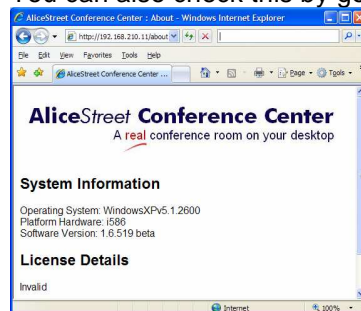 You can also check this by go
AliceStreet Conference Center : About - Windows Internet Explorer
http://192.168.210.11/about
File Edit View Favorites Tools Help
AliceStreet Conference Center ...
Page Tools
AliceStreet Conference Center
A real conference room on your desktop
System Information
Operating System: WindowsXPv5.1.2600
Platform Hardware: i586
Software Version: 1.6.519 beta
License Details
Invalid
Internet 100%